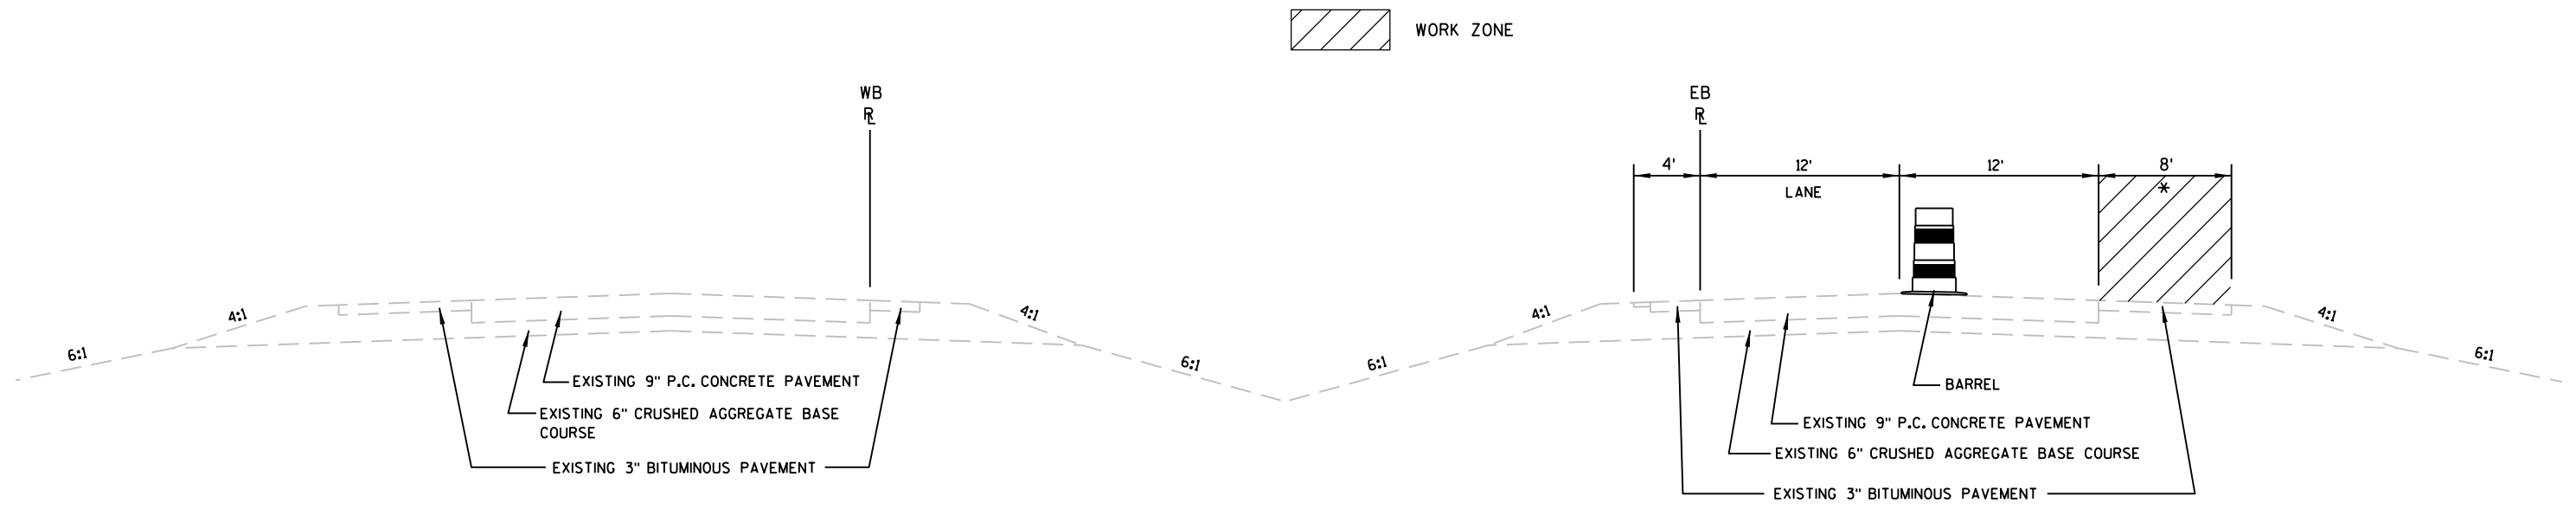 WORK ZONE
WB
RL
EB
RL
4'
12'
12'
8'
LANE
*
4:1
6:1
4:1
6:1
6:1
4:1
4:1
6:1
EXISTING 9" P.C. CONCRETE PAVEMENT
EXISTING 6" CRUSHED AGGREGATE BASE
COURSE
EXISTING 3" BITUMINOUS PAVEMENT
BARREL
EXISTING 9" P.C. CONCRETE PAVEMENT
EXISTING 6" CRUSHED AGGREGATE BASE COURSE
EXISTING 3" BITUMINOUS PAVEMENT